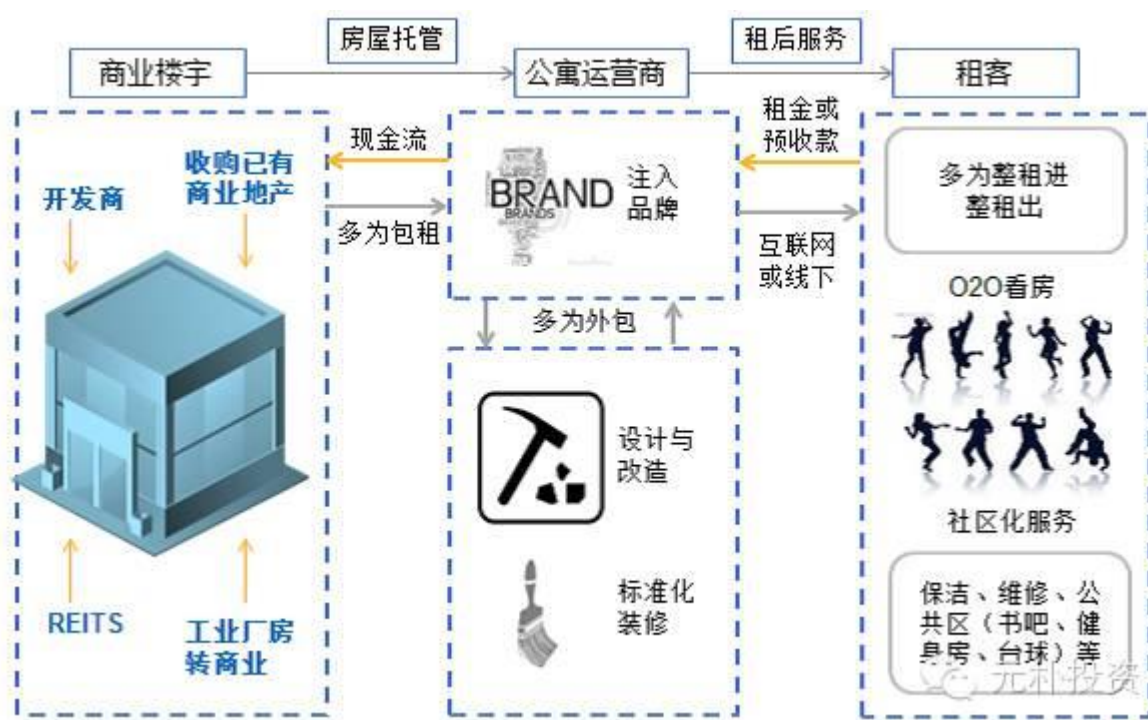 房屋托管
租后服务
商业楼宇
公寓运营商
租客
现金流
多为包租
租金或
预收款
互联网
或线下
收购已有
商业地产
开发商
REITS
工业厂房
转商业
BRAND
BRANDS
注入
品牌
多为外包
设计与
改造
标准化
装修
多为整租进
整租出
O2O看房
社区化服务
保洁、维修、公
共区（书吧、健
身房、台球）等
元朴投资